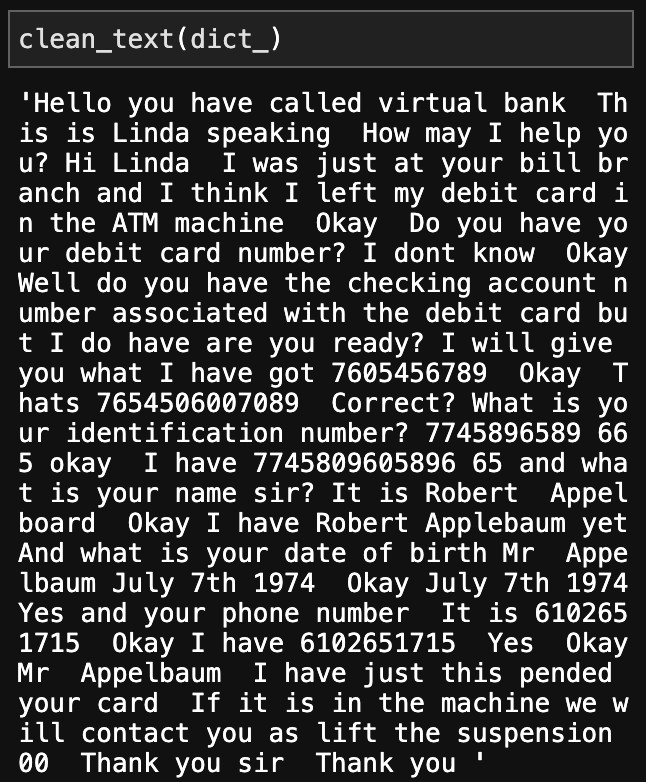 clean_text(dict_)
'Hello you have called virtual bank  Th
is is Linda speaking  How may I help yo
u? Hi Linda  I was just at your bill br
anch and I think I left my debit card i
n the ATM machine  Okay  Do you have yo
ur debit card number? I dont know  Okay
Well do you have the checking account n
umber associated with the debit card bu
t I do have are you ready? I will give
you what I have got 7605456789  Okay  T
hats 7654506007089  Correct? What is yo
ur identification number? 7745896589 66
5 okay  I have 7745809605896 65 and wha
t is your name sir? It is Robert  Appel
board  Okay I have Robert Applebaum yet
And what is your date of birth Mr  Appe
lbaum July 7th 1974  Okay July 7th 1974
Yes and your phone number  It is 610265
1715  Okay I have 6102651715  Yes  Okay
Mr  Appelbaum  I have just this pended
your card  If it is in the machine we w
ill contact you as lift the suspension
00  Thank you sir  Thank you '